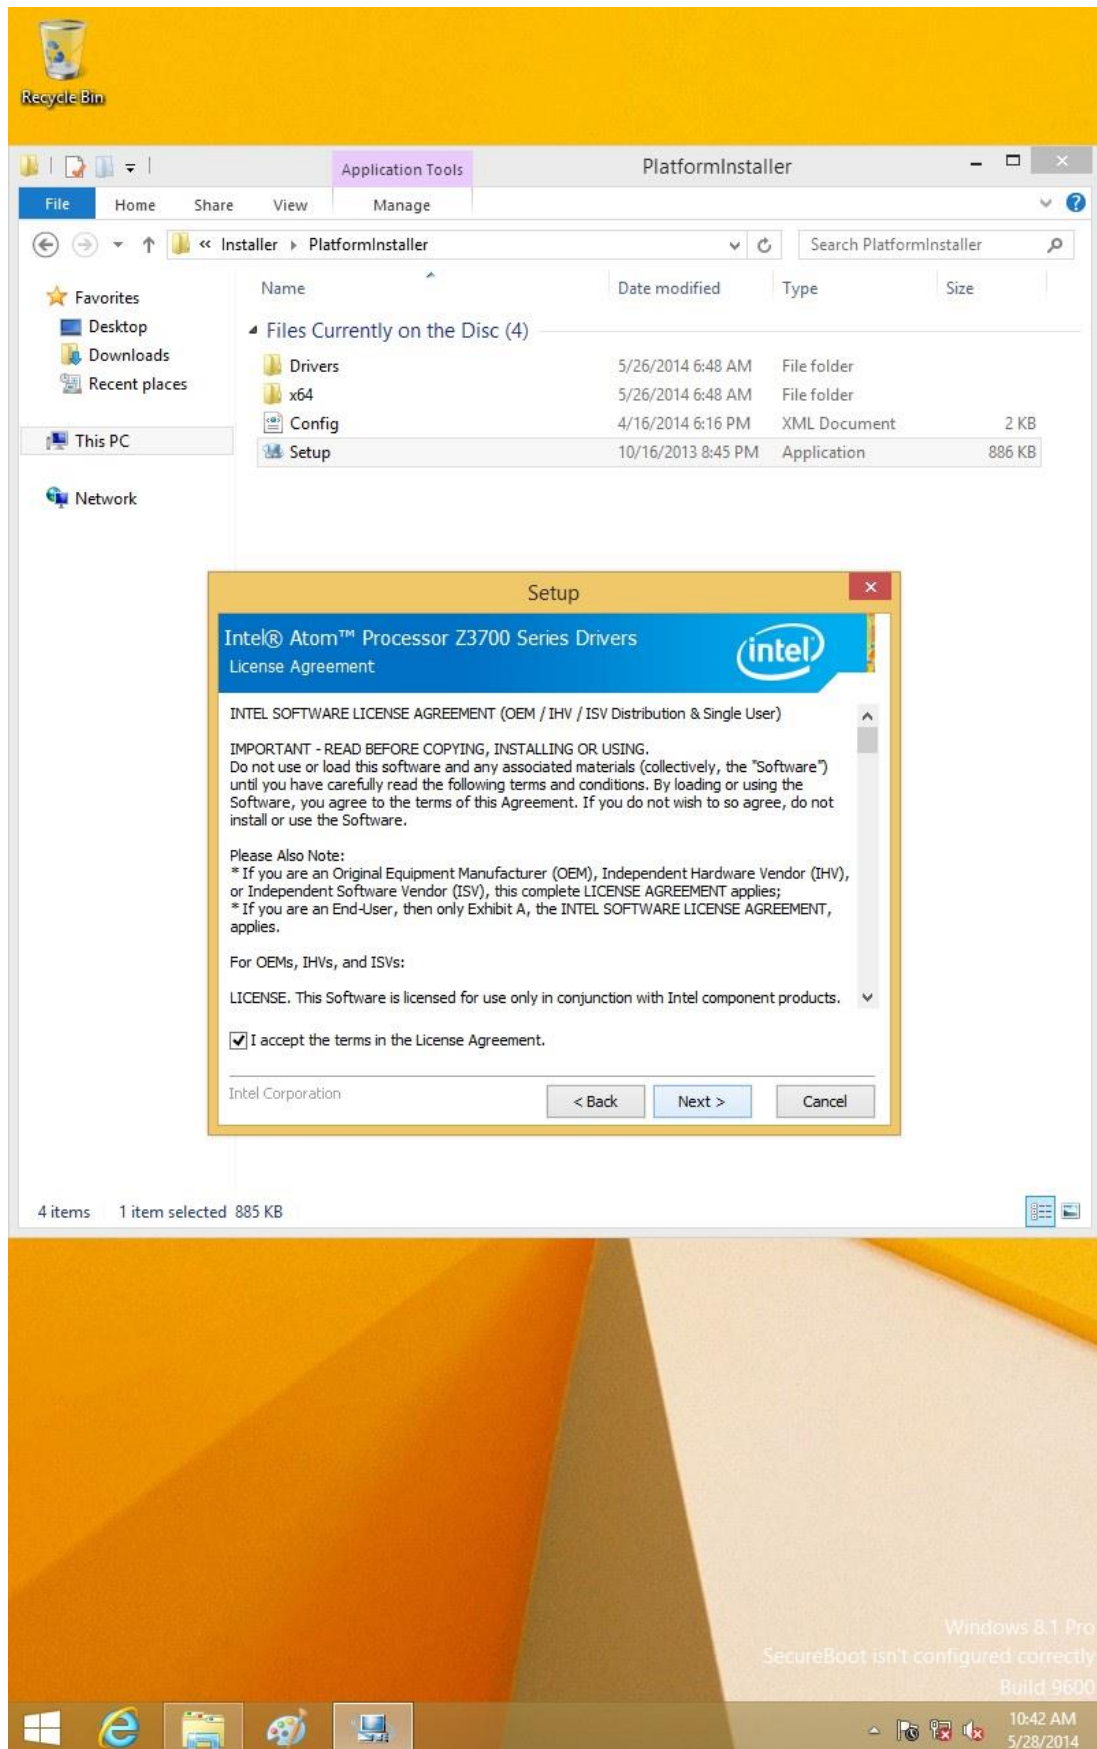 Recycle Bin
Application Tools
PlatformInstaller
File Home Share View Manage
« Installer PlatformInstaller
Search PlatformInstaller
Name Date modified Type Size
Favorites
Desktop
Downloads
Recent places
This PC
Network
Files Currently on the Disc (4)
Drivers 5/26/2014 6:48 AM File folder
x64 5/26/2014 6:48 AM File folder
Config 4/16/2014 6:16 PM XML Document 2 KB
Setup 10/16/2013 8:45 PM Application 886 KB
Setup
Intel® Atom™ Processor Z3700 Series Drivers
License Agreement
intel
INTEL SOFTWARE LICENSE AGREEMENT (OEM / IHV / ISV Distribution & Single User)
IMPORTANT - READ BEFORE COPYING, INSTALLING OR USING.
Do not use or load this software and any associated materials (collectively, the "Software")
until you have carefully read the following terms and conditions. By loading or using the
Software, you agree to the terms of this Agreement. If you do not wish to so agree, do not
install or use the Software.
Please Also Note:
* If you are an Original Equipment Manufacturer (OEM), Independent Hardware Vendor (IHV),
or Independent Software Vendor (ISV), this complete LICENSE AGREEMENT applies;
* If you are an End-User, then only Exhibit A, the INTEL SOFTWARE LICENSE AGREEMENT,
applies.
For OEMs, IHVs, and ISVs:
LICENSE. This Software is licensed for use only in conjunction with Intel component products.
I accept the terms in the License Agreement.
Intel Corporation
< Back Next > Cancel
4 items 1 item selected 885 KB
Windows 8.1 Pro
SecureBoot isn't configured correctly
Build 9600
10:42 AM
5/28/2014